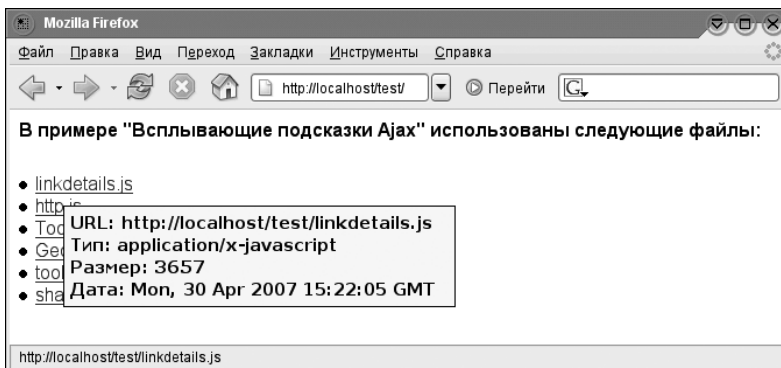 Mozilla Firefox
Файл Правка Вид Переход Закладки Инструменты Справка
http://localhost/test/ Перейти G
В примере "Всплывающие подсказки Ajax" использованы следующие файлы:
linkdetails.js
http.js
URL: http://localhost/test/linkdetails.js
Тип: application/x-javascript
Размер: 3657
Дата: Mon, 30 Apr 2007 15:22:05 GMT
http://localhost/test/linkdetails.js